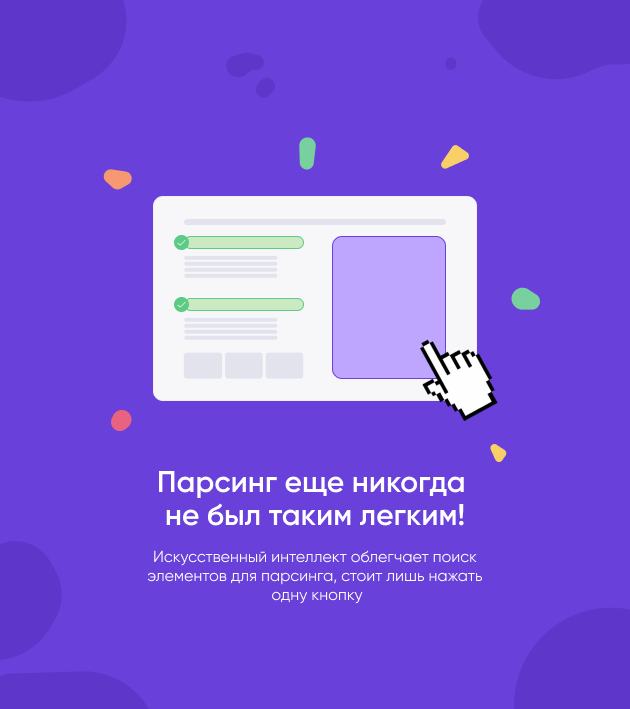 Парсинг еще никогда
не был таким легким!
Искусственный интеллект облегчает поиск
элементов для парсинга, стоит лишь нажать
одну кнопку